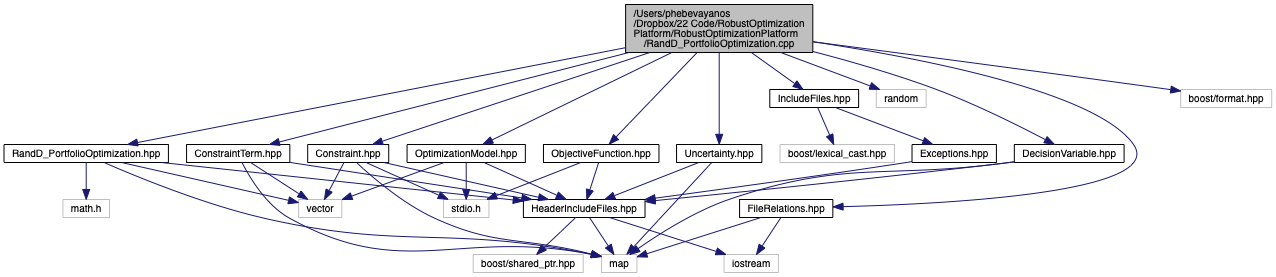 /Users/phebevayanos
/Dropbox/22 Code/RobustOptimization
Platform/RobustOptimizationPlatform
/RandD_PortfolioOptimization.cpp
IncludeFiles.hpp
random
boost/format.hpp
RandD_PortfolioOptimization.hpp
ConstraintTerm.hpp
Constraint.hpp
OptimizationModel.hpp
ObjectiveFunction.hpp
Uncertainty.hpp
boost/lexical_cast.hpp
Exceptions.hpp
DecisionVariable.hpp
math.h
vector
stdio.h
HeaderIncludeFiles.hpp
FileRelations.hpp
boost/shared_ptr.hpp
map
iostream